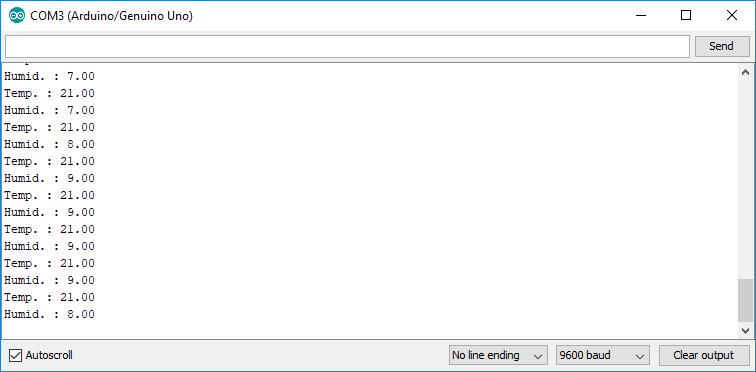 COM3 (Arduino/Genuino Uno)
Send
Humid. : 7.00
Temp. : 21.00
Humid. : 7.00
Temp. : 21.00
Humid. : 8.00
Temp. : 21.00
Humid. : 9.00
Temp. : 21.00
Humid. : 9.00
Temp. : 21.00
Humid. : 9.00
Temp. : 21.00
Humid. : 9.00
Temp. : 21.00
Humid. : 8.00
Autoscroll
No line ending
9600 baud
Clear output